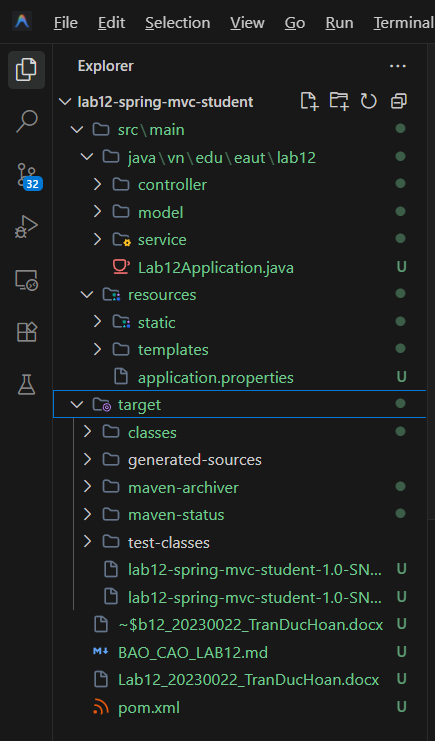 File Edit Selection View Go Run Terminal
Explorer
lab12-spring-mvc-student
src\main
java\vn\edu\eaut\lab12
controller
model
32
service
Lab12Application.java U
resources
static
templates
application.properties U
target
classes
generated-sources
maven-archiver
maven-status
test-classes
lab12-spring-mvc-student-1.0-SN... U
lab12-spring-mvc-student-1.0-SN... U
~$b12_20230022_TranDucHoan.docx U
BAO_CAO_LAB12.md U
Lab12_20230022_TranDucHoan.docx U
pom.xml U